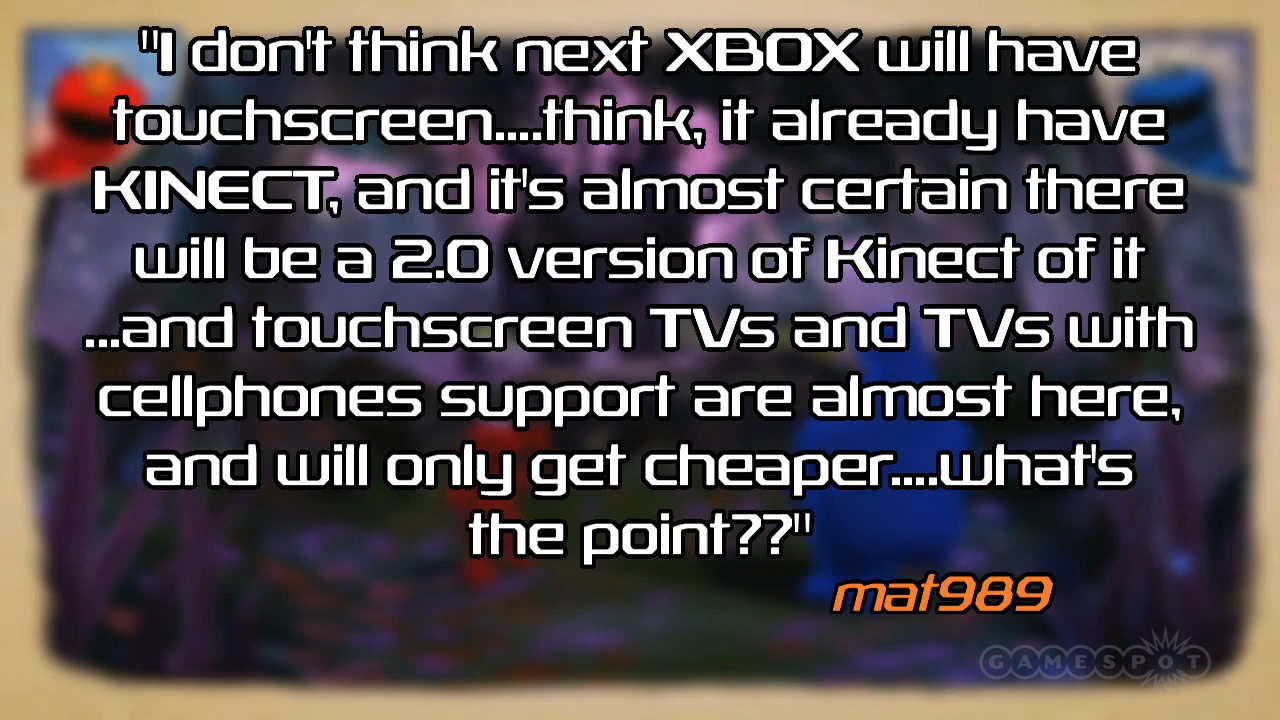 "I don't think next XBOX will have
touchscreen....think, it already have
KINECT, and it's almost certain there
will be a 2.0 version of Kinect of it
...and touchscreen TVs and TVs with
cellphones support are almost here,
and will only get cheaper....what's
the point??"
mat989
GAMESPOT